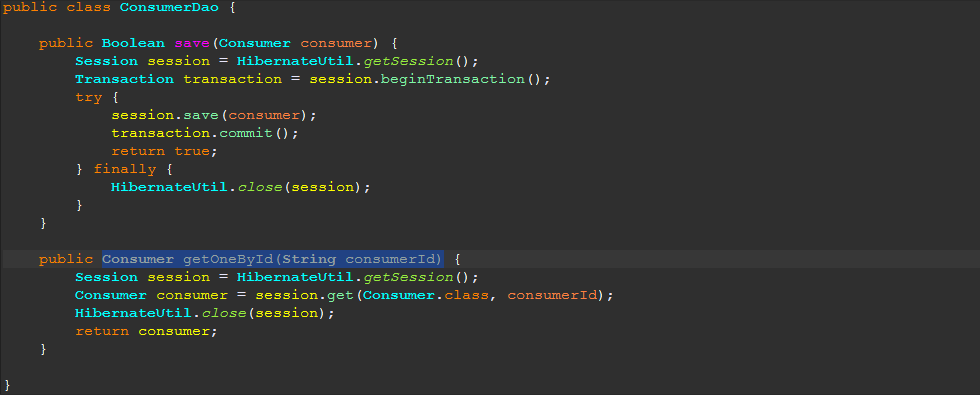 public class ConsumerDao {
public Boolean save(Consumer consumer) {
Session session = HibernateUtil.getSession();
Transaction transaction = session.beginTransaction();
try {
session.save(consumer);
transaction.commit();
return true;
} finally {
HibernateUtil.close(session);
}
}
public Consumer getOneById(String consumerId) {
Session session = HibernateUtil.getSession();
Consumer consumer = session.get(Consumer.class, consumerId);
HibernateUtil.close(session);
return consumer;
}
}